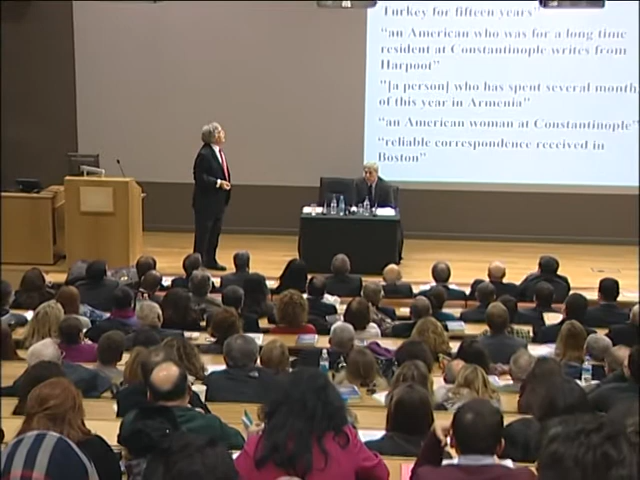 Turkey for fifteen years"
"an American who was for a long time
resident at Constantinople writes from
Harpoot"
"[a person] who has spent several month
of this year in Armenia"
"an American woman at Constantinople"
"reliable correspondence received in
Boston"